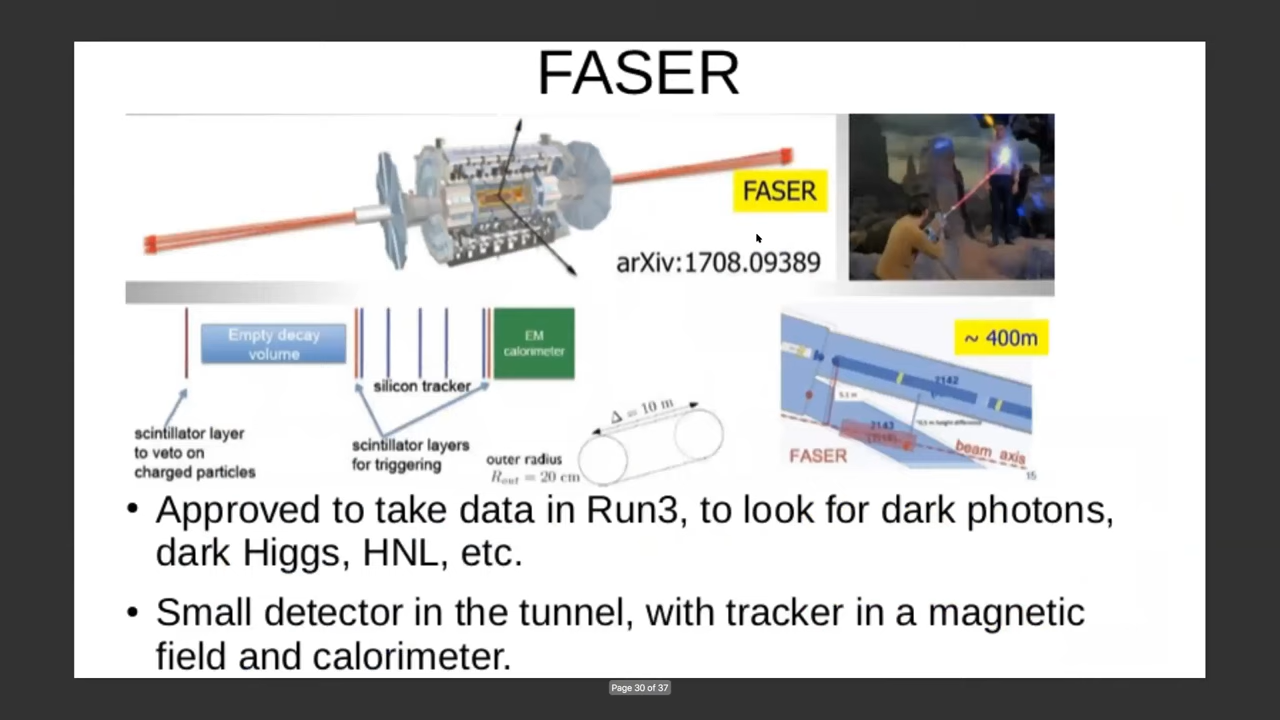 FASER
FASER
arXiv:1708.09389
Empty decay
volume
EM
calorimeter
silicon tracker
scintillator layer
to veto on
charged particles
scintillator layers
for triggering
outer radius
R_out = 20 cm
Δ = 10 m
~ 400m
FASER
beam axis
15
• Approved to take data in Run3, to look for dark photons,
dark Higgs, HNL, etc.
• Small detector in the tunnel, with tracker in a magnetic
field and calorimeter.
Page 30 of 37